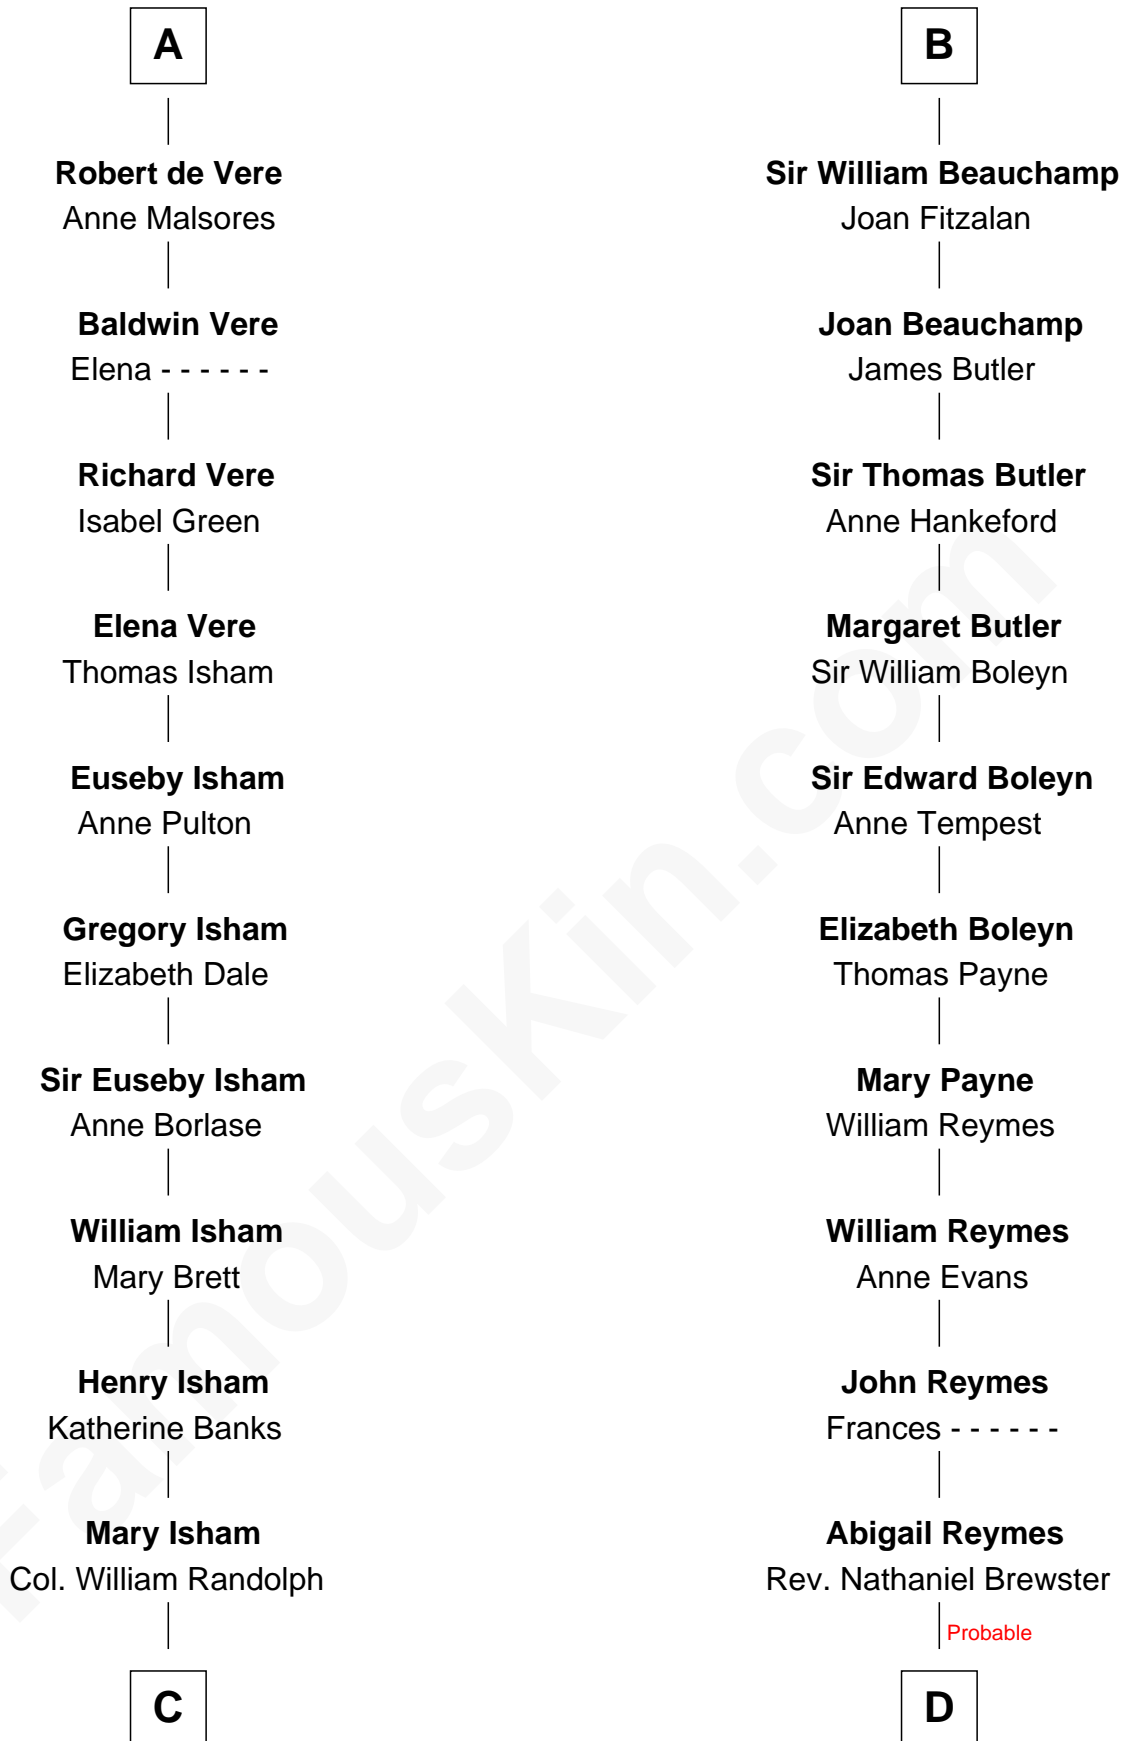 A
Robert de Vere
Anne Malsores
Baldwin Vere
Elena - - - - - -
Richard Vere
Isabel Green
Elena Vere
Thomas Isham
Euseby Isham
Anne Pulton
Gregory Isham
Elizabeth Dale
Sir Euseby Isham
Anne Borlase
William Isham
Mary Brett
Henry Isham
Katherine Banks
Mary Isham
Col. William Randolph
C
B
Sir William Beauchamp
Joan Fitzalan
Joan Beauchamp
James Butler
Sir Thomas Butler
Anne Hankeford
Margaret Butler
Sir William Boleyn
Sir Edward Boleyn
Anne Tempest
Elizabeth Boleyn
Thomas Payne
Mary Payne
William Reymes
William Reymes
Anne Evans
John Reymes
Frances - - - - - -
Abigail Reymes
Rev. Nathaniel Brewster
Probable
D
FamousKin.com